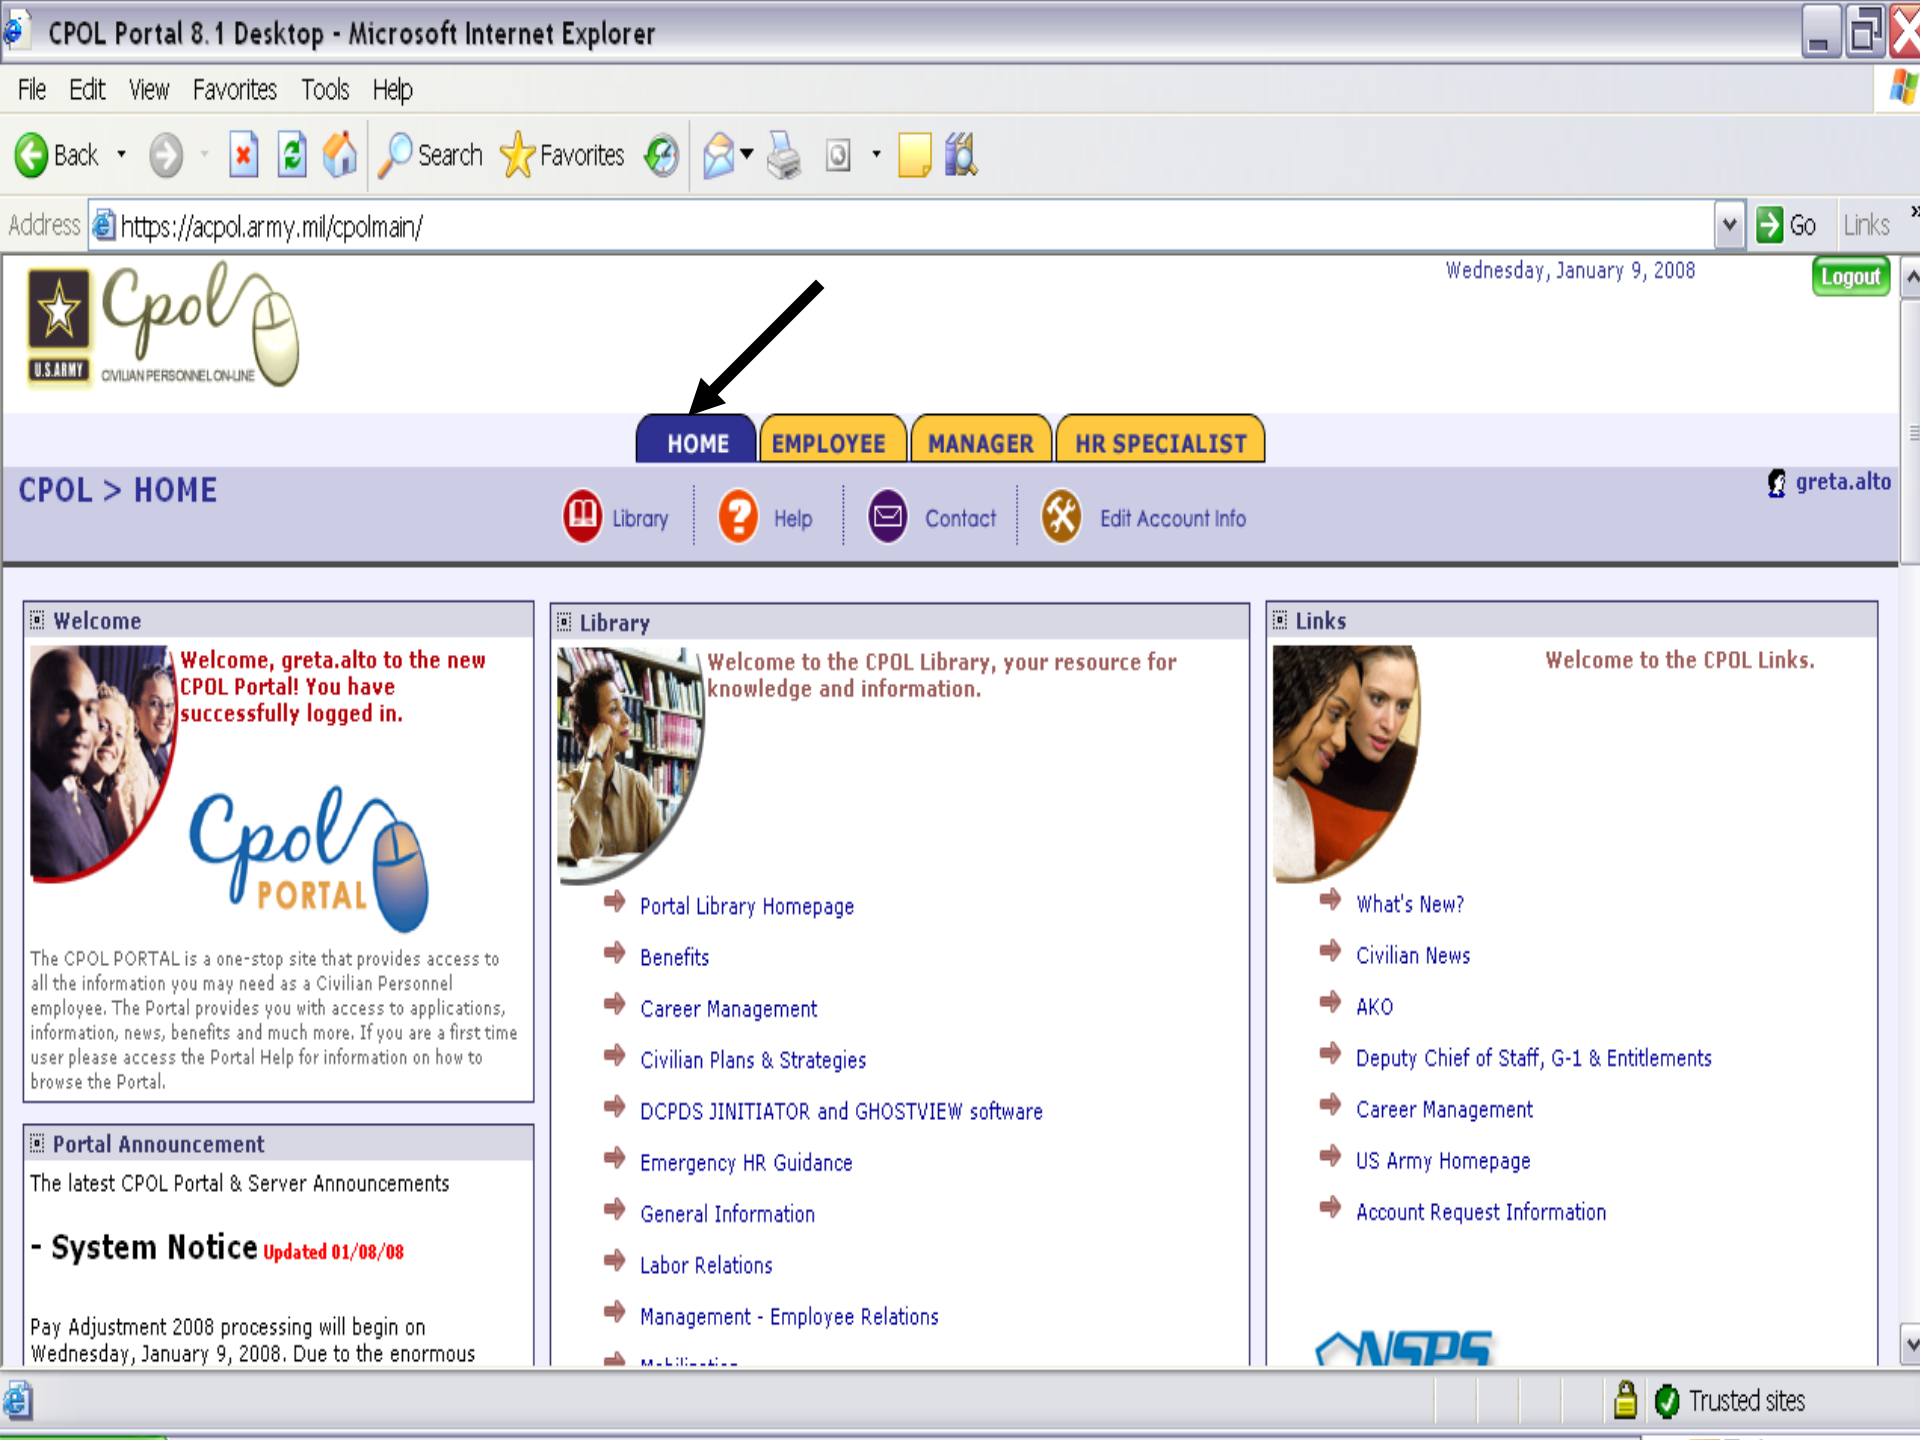 CPOL Portal 8.1 Desktop - Microsoft Internet Explorer
File Edit View Favorites Tools Help
Back Search Favorites
Address https://acpol.army.mil/cpolmain/ Go Links »
Wednesday, January 9, 2008 Logout
Cpol
U.S.ARMY CIVILIAN PERSONNEL ON-LINE
HOME EMPLOYEE MANAGER HR SPECIALIST
CPOL > HOME
greta.alto
Library Help Contact Edit Account Info
Welcome
Welcome, greta.alto to the new
CPOL Portal! You have
successfully logged in.
Cpol
PORTAL
The CPOL PORTAL is a one-stop site that provides access to
all the information you may need as a Civilian Personnel
employee. The Portal provides you with access to applications,
information, news, benefits and much more. If you are a first time
user please access the Portal Help for information on how to
browse the Portal.
Portal Announcement
The latest CPOL Portal & Server Announcements
- System Notice Updated 01/08/08
Pay Adjustment 2008 processing will begin on
Wednesday, January 9, 2008. Due to the enormous
Library
Welcome to the CPOL Library, your resource for
knowledge and information.
Portal Library Homepage
Benefits
Career Management
Civilian Plans & Strategies
DCPDS JINITIATOR and GHOSTVIEW software
Emergency HR Guidance
General Information
Labor Relations
Management - Employee Relations
Mobilization
Links
Welcome to the CPOL Links.
What's New?
Civilian News
AKO
Deputy Chief of Staff, G-1 & Entitlements
Career Management
US Army Homepage
Account Request Information
NSPS
Trusted sites